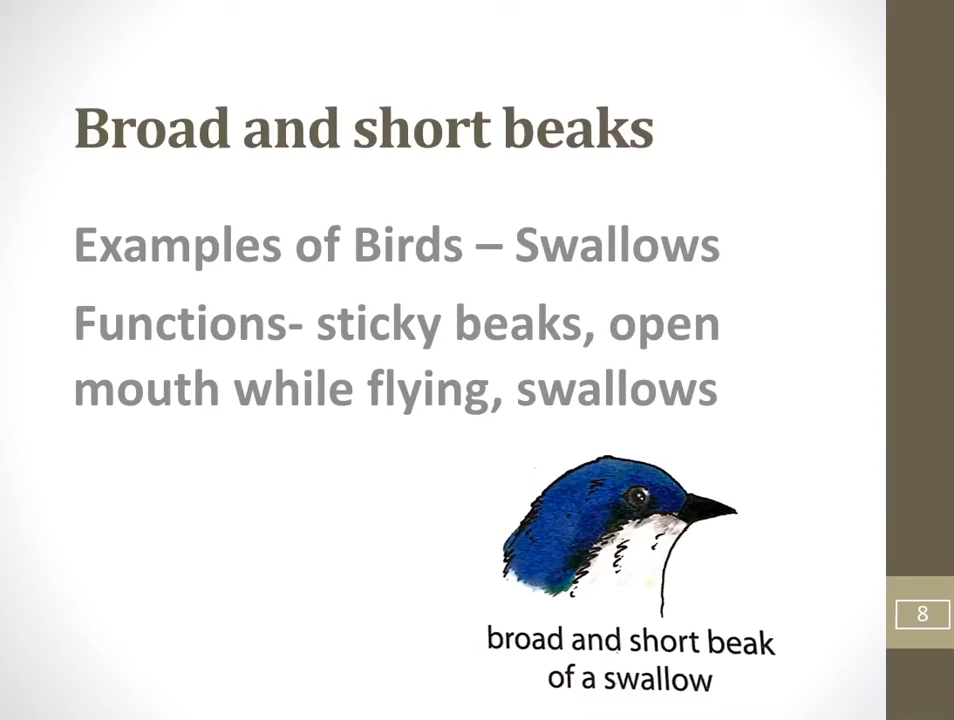 Broad and short beaks
Examples of Birds – Swallows
Functions- sticky beaks, open
mouth while flying, swallows
broad and short beak
of a swallow
8